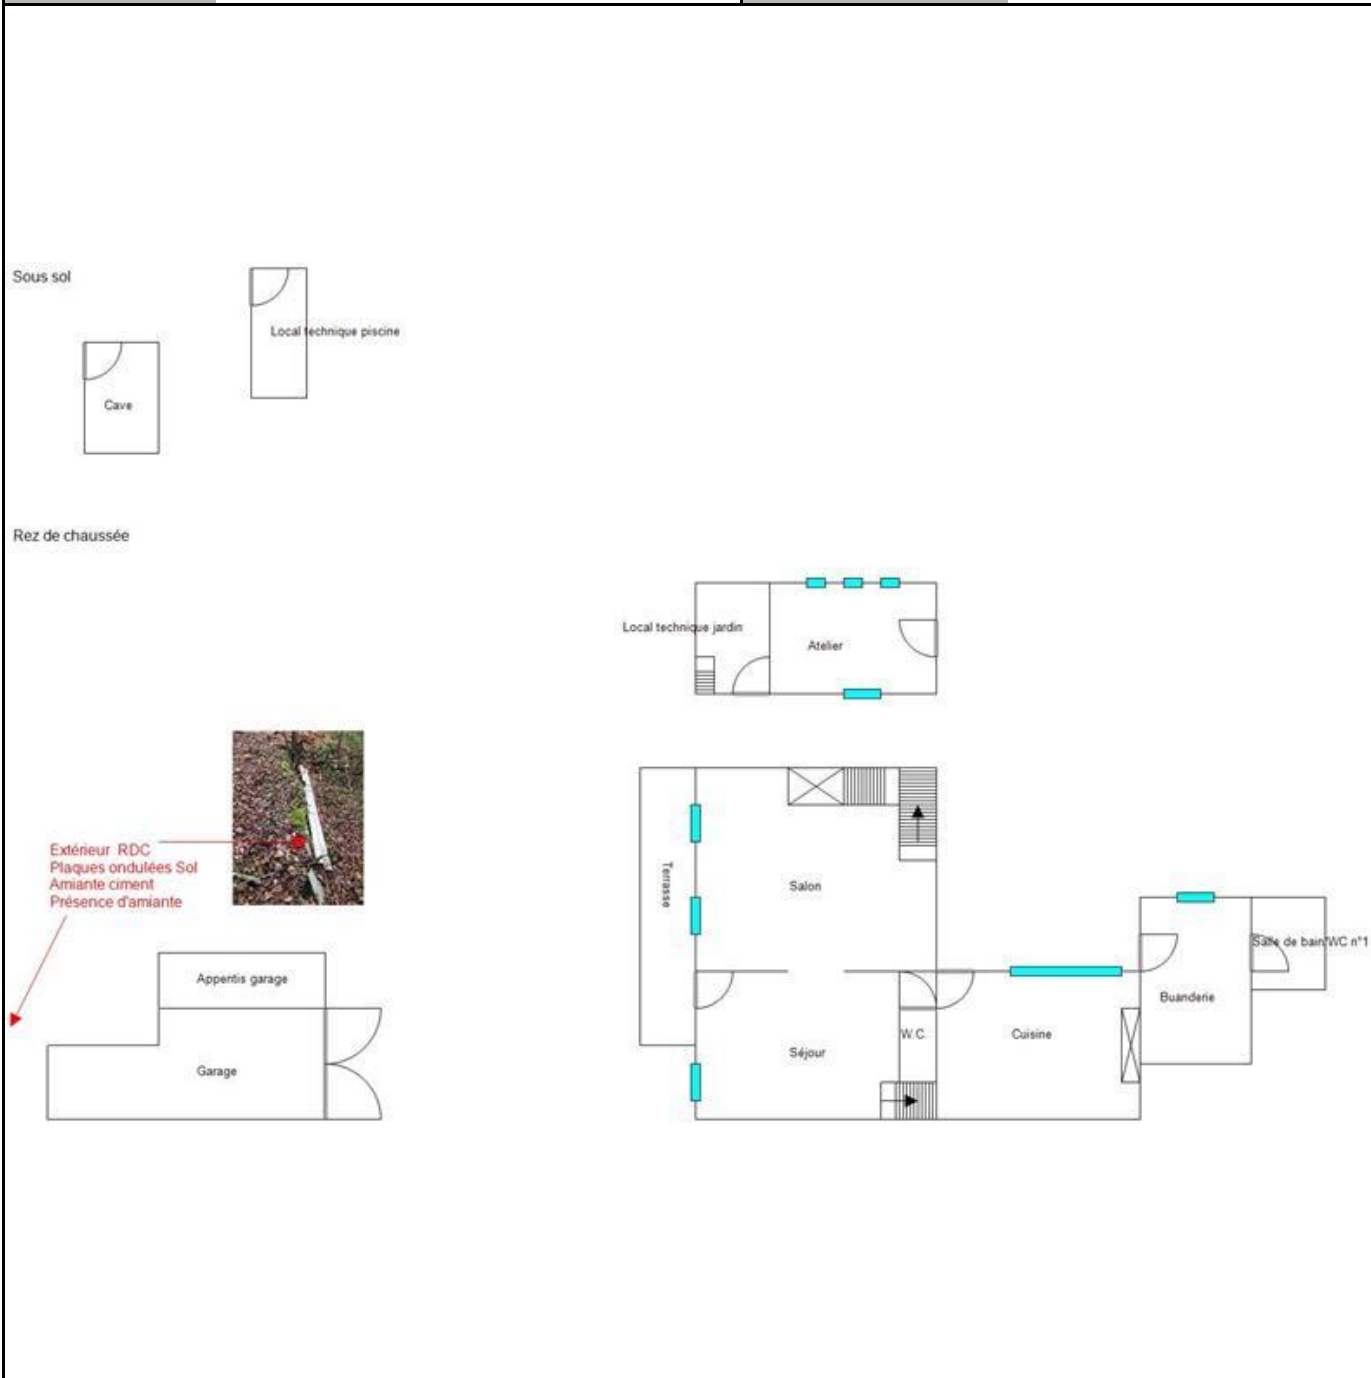 Sous sol
Local technique piscine
Cave
Rez de chaussée
Local technique jardin
Atelier
Extérieur RDC
Plaques ondulées Sol
Amiante ciment
Présence d'amiante
Terrasse
Salon
Salle de bain/WC n°1
Appentis garage
Buanderie
W.C.
Cuisine
Séjour
Garage